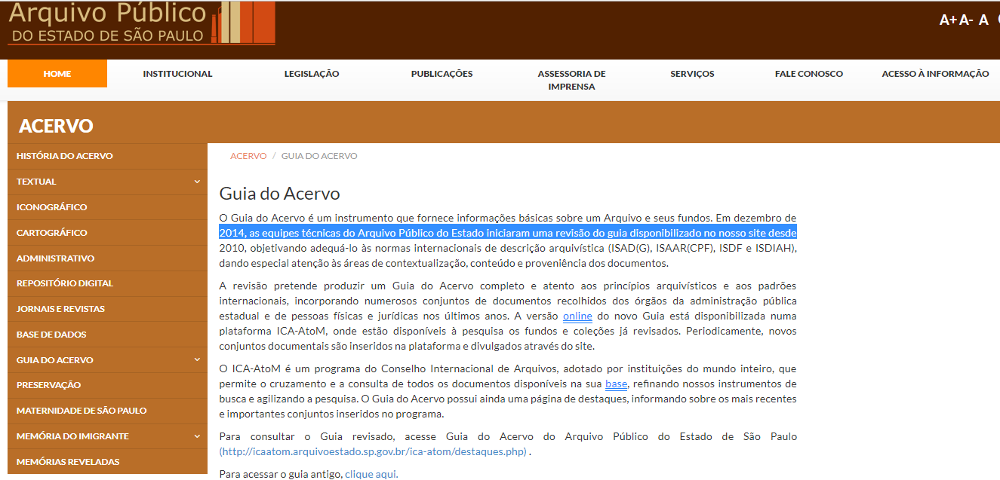 Arquivo Público
DO ESTADO DE SÃO PAULO
A+ A- A
HOME
INSTITUCIONAL
LEGISLAÇÃO
PUBLICAÇÕES
ASSESSORIA DE
IMPRENSA
SERVIÇOS
FALE CONOSCO
ACESSO À INFORMAÇÃO
ACERVO
HISTÓRIA DO ACERVO
TEXTUAL
ICONOGRÁFICO
CARTOGRÁFICO
ADMINISTRATIVO
REPOSITÓRIO DIGITAL
JORNAIS E REVISTAS
BASE DE DADOS
GUIA DO ACERVO
PRESERVAÇÃO
MATERNIDADE DE SÃO PAULO
MEMÓRIA DO IMIGRANTE
MEMÓRIAS REVELADAS
ACERVO / GUIA DO ACERVO
Guia do Acervo
O Guia do Acervo é um instrumento que fornece informações básicas sobre um Arquivo e seus fundos. Em dezembro de
2014, as equipes técnicas do Arquivo Público do Estado iniciaram uma revisão do guia disponibilizado no nosso site desde
2010, objetivando adequá-lo às normas internacionais de descrição arquivística (ISAD(G), ISAAR(CPF), ISDF e ISDIAH),
dando especial atenção às áreas de contextualização, conteúdo e proveniência dos documentos.
A revisão pretende produzir um Guia do Acervo completo e atento aos princípios arquivísticos e aos padrões
internacionais, incorporando numerosos conjuntos de documentos recolhidos dos órgãos da administração pública
estadual e de pessoas físicas e jurídicas nos últimos anos. A versão online do novo Guia está disponibilizada numa
plataforma ICA-AtoM, onde estão disponíveis à pesquisa os fundos e coleções já revisados. Periodicamente, novos
conjuntos documentais são inseridos na plataforma e divulgados através do site.
O ICA-AtoM é um programa do Conselho Internacional de Arquivos, adotado por instituições do mundo inteiro, que
permite o cruzamento e a consulta de todos os documentos disponíveis na sua base, refinando nossos instrumentos de
busca e agilizando a pesquisa. O Guia do Acervo possui ainda uma página de destaques, informando sobre os mais recentes
e importantes conjuntos inseridos no programa.
Para consultar o Guia revisado, acesse Guia do Acervo do Arquivo Público do Estado de São Paulo
(http://icaatom.arquivoestado.sp.gov.br/ica-atom/destaques.php) .
Para acessar o guia antigo, clique aqui.